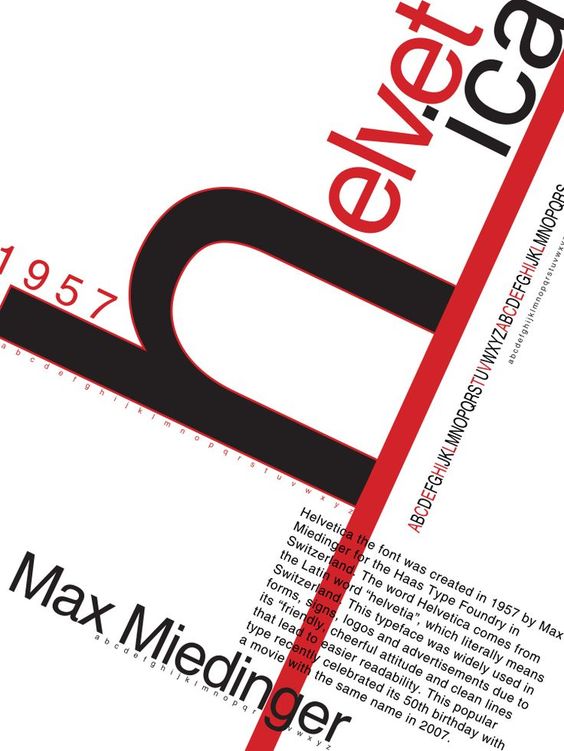 h
elvet
ica
1957
abcdefghijklmnopqrstuvwxyz
ABCDEFGHIJKLMNOPQRSTUVWXYZABCDEFGHIJKLMNOPQRS
abcdefghijklmnopqrstuvwx
Helvetica the font was created in 1957 by Max
Miedinger for the Haas Type Foundry in
Switzerland. The word Helvetica comes from
the Latin word "helvetia", which literally means
Switzerland. This typeface was widely used in
forms, signs, logos and advertisements due to
its "friendly, cheerful attitude and clean lines
that lead to easier readability. This popular
type recently celebrated its 50th birthday with
a movie with the same name in 2007.
Max Miedinger
abcdefghijklmnopqrstuvwxyz